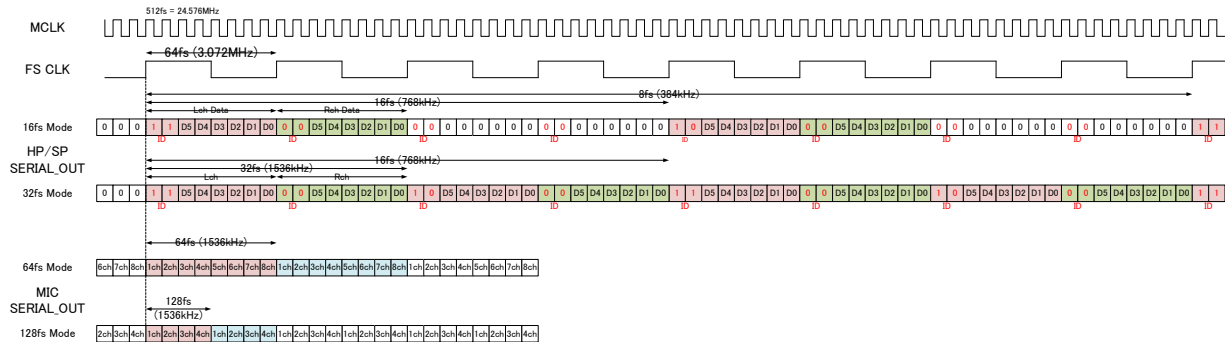 512fs = 24.576MHz
MCLK
64fs (3.072MHz)
FS CLK
8fs (384kHz)
16fs (768kHz)
Lch Data Rch Data
16fs Mode 0 0 0 1 1 D5 D4 D3 D2 D1 D0 0 0 D5 D4 D3 D2 D1 D0 0 0 0 0 0 0 0 0 0 0 0 0 0 0 0 0 1 0 D5 D4 D3 D2 D1 D0 0 0 D5 D4 D3 D2 D1 D0 0 0 0 0 0 0 0 0 0 0 0 0 0 0 0 0 1 1
ID ID ID ID ID ID ID ID ID
HP/SP
SERIAL_OUT
16fs (768kHz)
32fs (1536kHz)
Lch Rch
32fs Mode 0 0 0 1 1 D5 D4 D3 D2 D1 D0 0 0 D5 D4 D3 D2 D1 D0 1 0 D5 D4 D3 D2 D1 D0 0 0 D5 D4 D3 D2 D1 D0 1 1 D5 D4 D3 D2 D1 D0 0 0 D5 D4 D3 D2 D1 D0 1 0 D5 D4 D3 D2 D1 D0 0 0 D5 D4 D3 D2 D1 D0 1 1
ID ID ID ID ID ID ID ID ID
64fs (1536kHz)
64fs Mode 6ch 7ch 8ch 1ch 2ch 3ch 4ch 5ch 6ch 7ch 8ch 1ch 2ch 3ch 4ch 5ch 6ch 7ch 8ch 1ch 2ch 3ch 4ch 5ch 6ch 7ch 8ch
MIC
SERIAL_OUT
128fs
(1536kHz)
128fs Mode 2ch 3ch 4ch 1ch 2ch 3ch 4ch 1ch 2ch 3ch 4ch 1ch 2ch 3ch 4ch 1ch 2ch 3ch 4ch 1ch 2ch 3ch 4ch 1ch 2ch 3ch 4ch